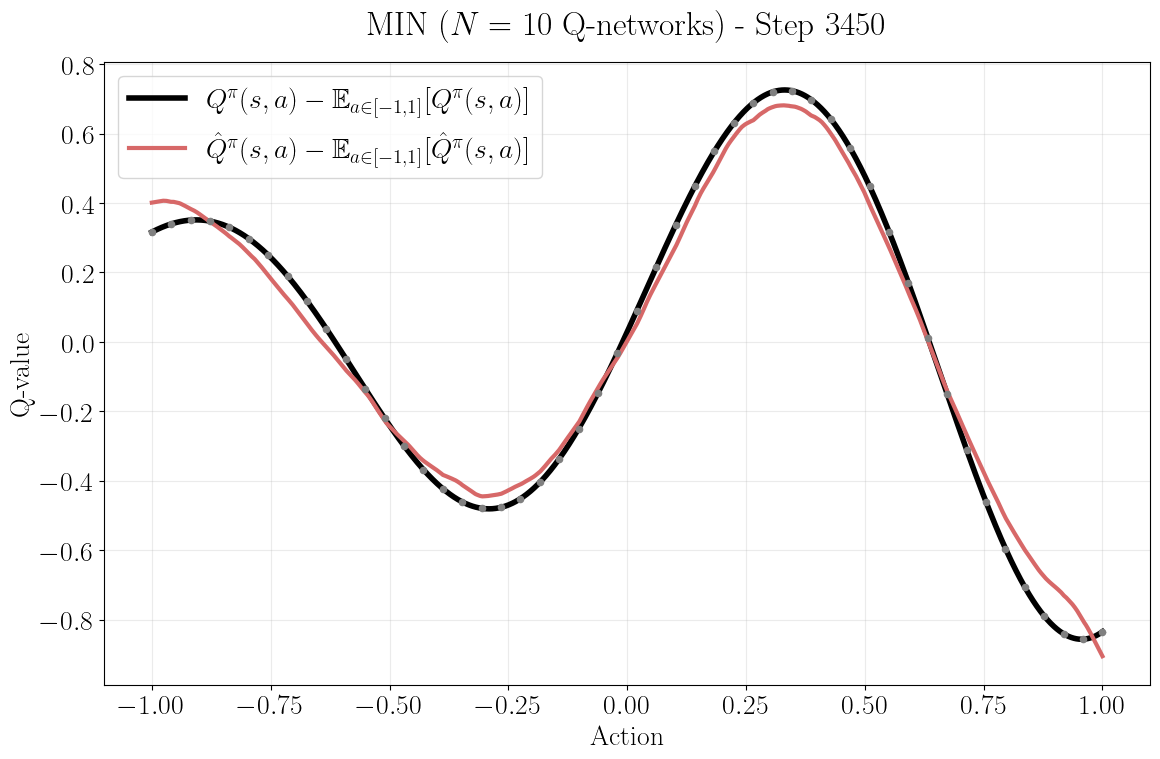 MIN (N = 10 Q-networks) - Step 3450
Q^π(s, a) − 𝔼_{a∈[−1,1]}[Q^π(s, a)]
Q̂^π(s, a) − 𝔼_{a∈[−1,1]}[Q̂^π(s, a)]
Q-value
0.8
0.6
0.4
0.2
0.0
−0.2
−0.4
−0.6
−0.8
−1.00 −0.75 −0.50 −0.25 0.00 0.25 0.50 0.75 1.00
Action